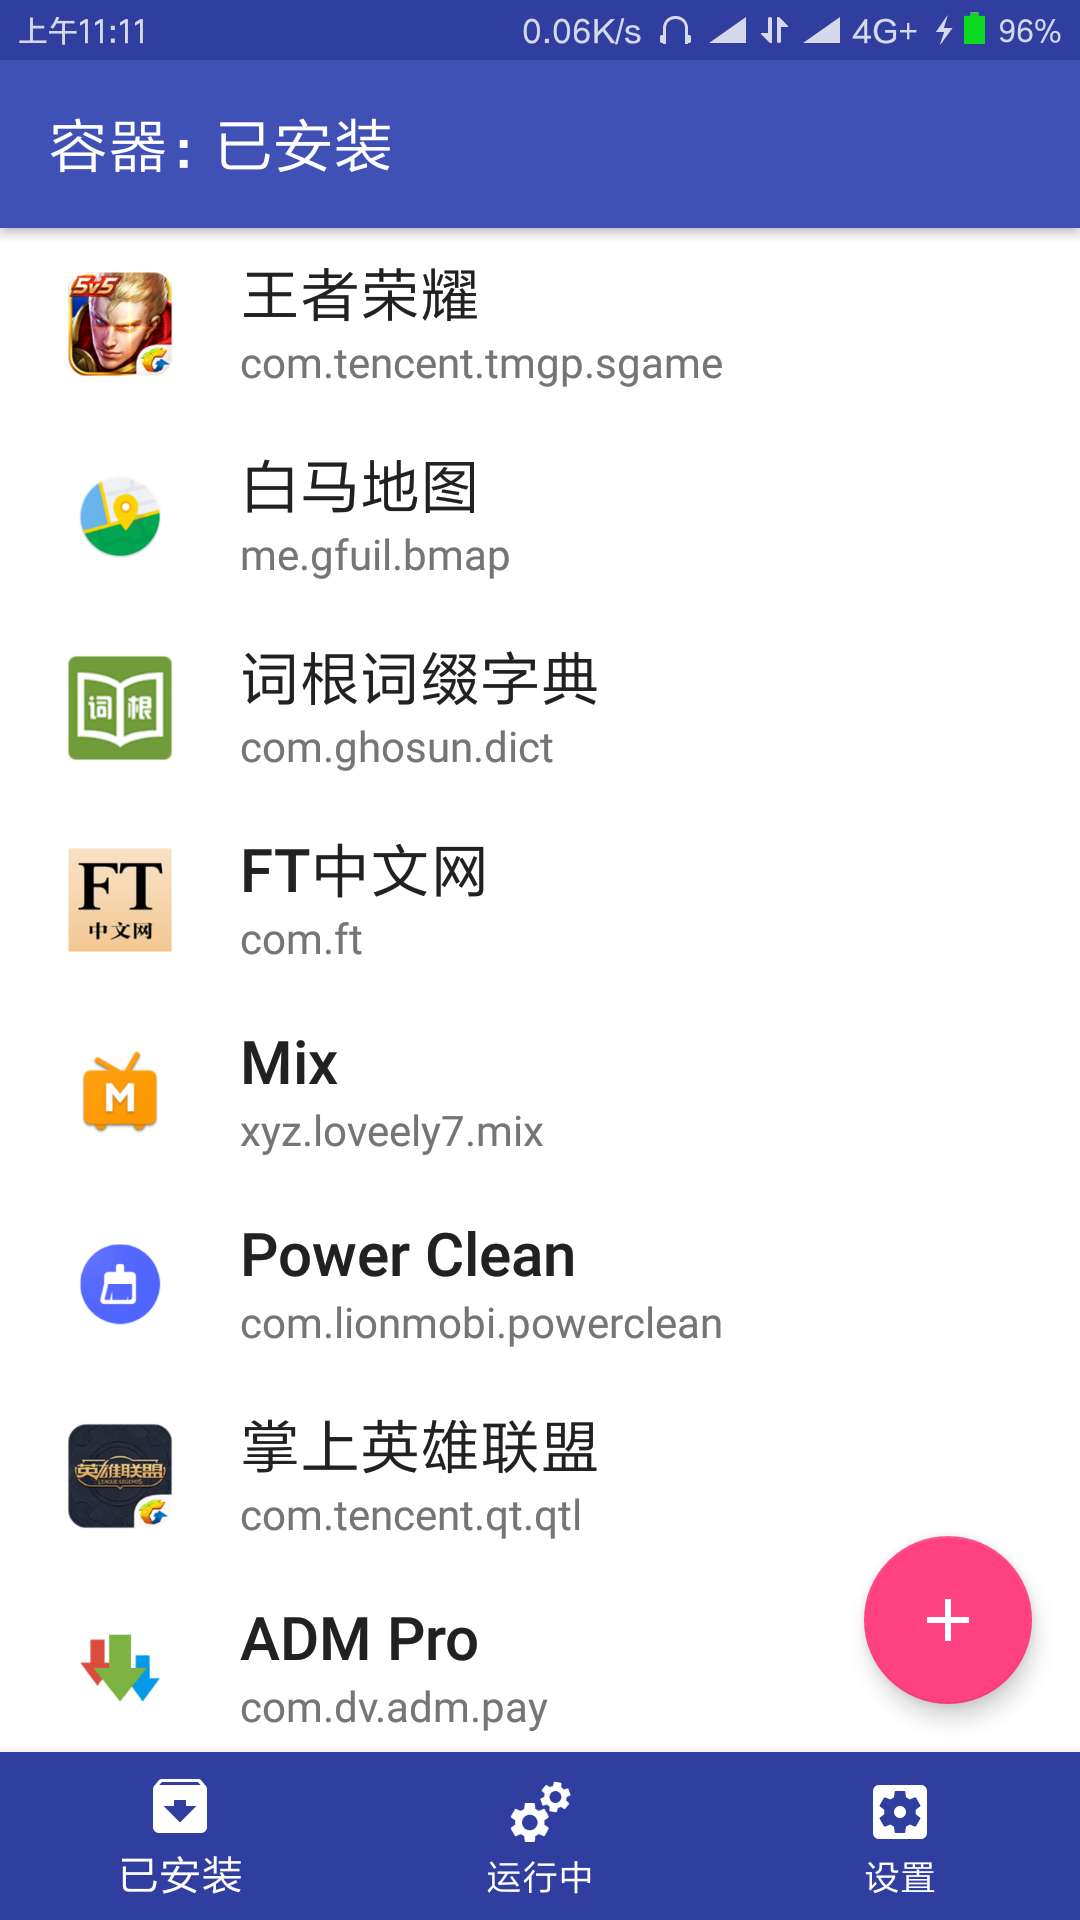 上午11:11 0.06K/s 4G+ 96%
容器：已安装
5v5
王者荣耀
com.tencent.tmgp.sgame
白马地图
me.gfuil.bmap
词根
词根词缀字典
com.ghosun.dict
FT
中文网
FT中文网
com.ft
M
Mix
xyz.loveely7.mix
Power Clean
com.lionmobi.powerclean
英雄联盟
LEAGUE LEGENDS
掌上英雄联盟
com.tencent.qt.qtl
ADM Pro
com.dv.adm.pay
已安装 运行中 设置